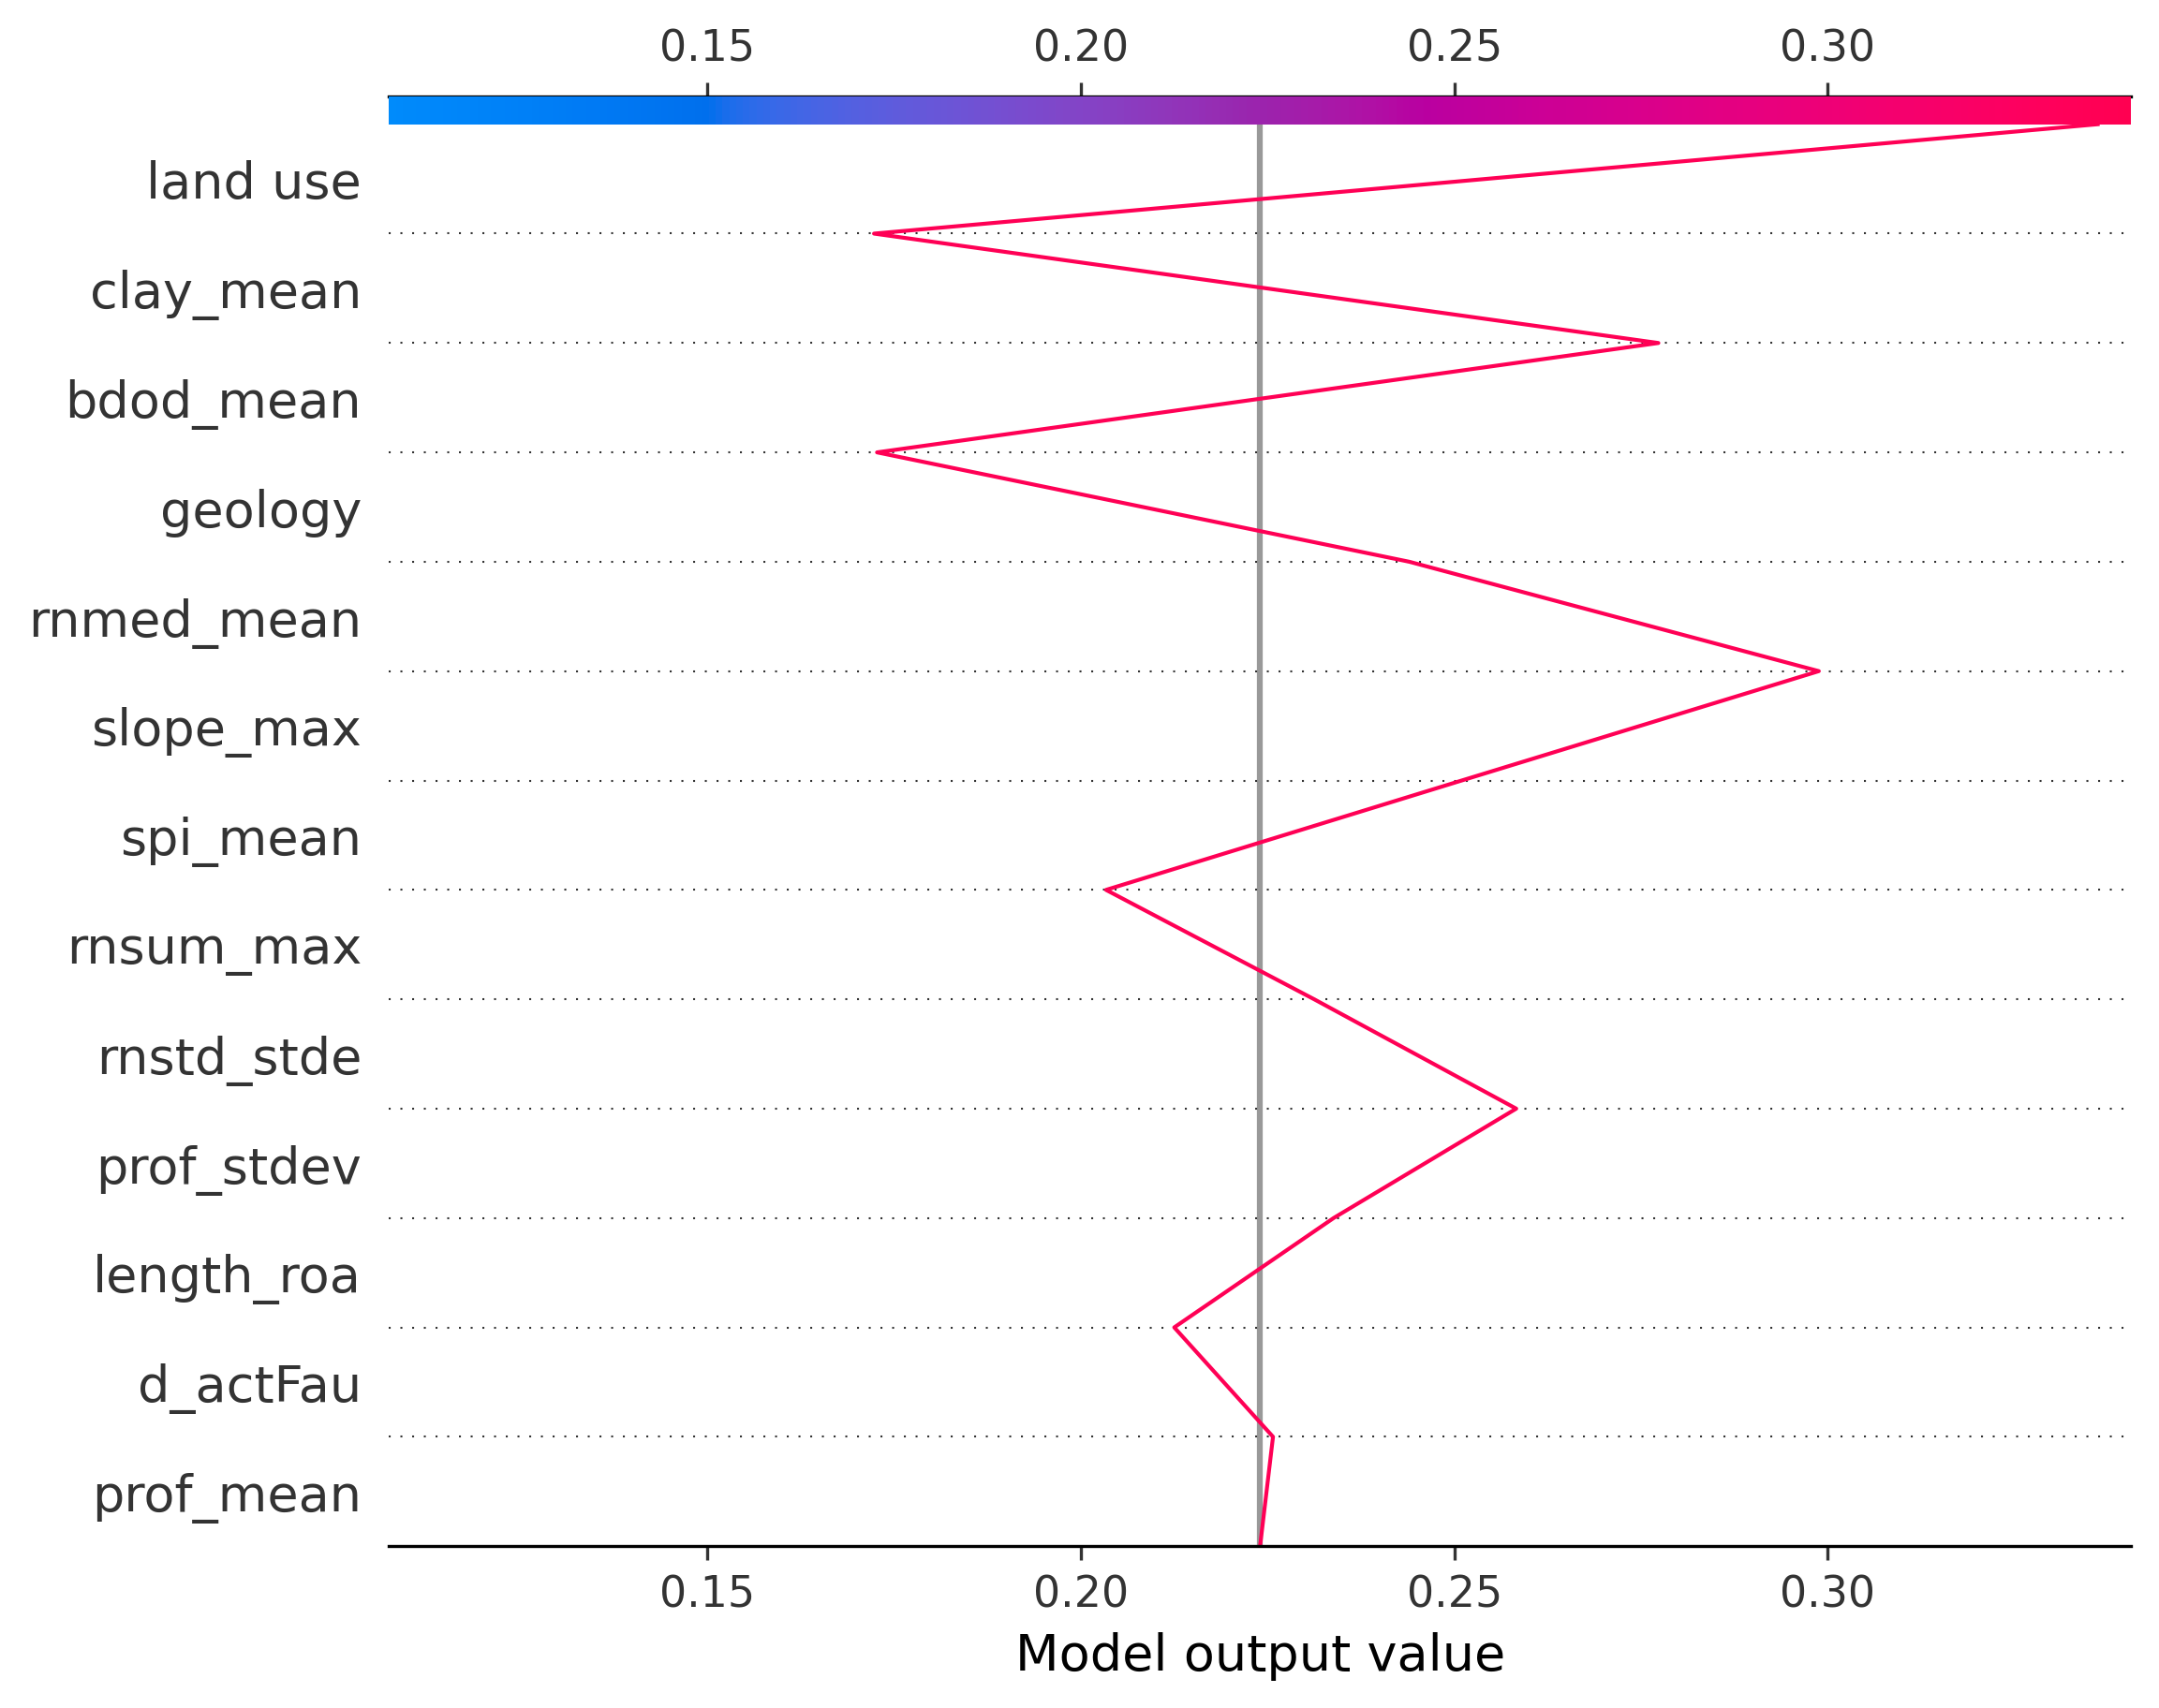 0.15 0.20 0.25 0.30
land use
clay_mean
bdod_mean
geology
rnmed_mean
slope_max
spi_mean
rnsum_max
rnstd_stde
prof_stdev
length_roa
d_actFau
prof_mean
0.15 0.20 0.25 0.30
Model output value